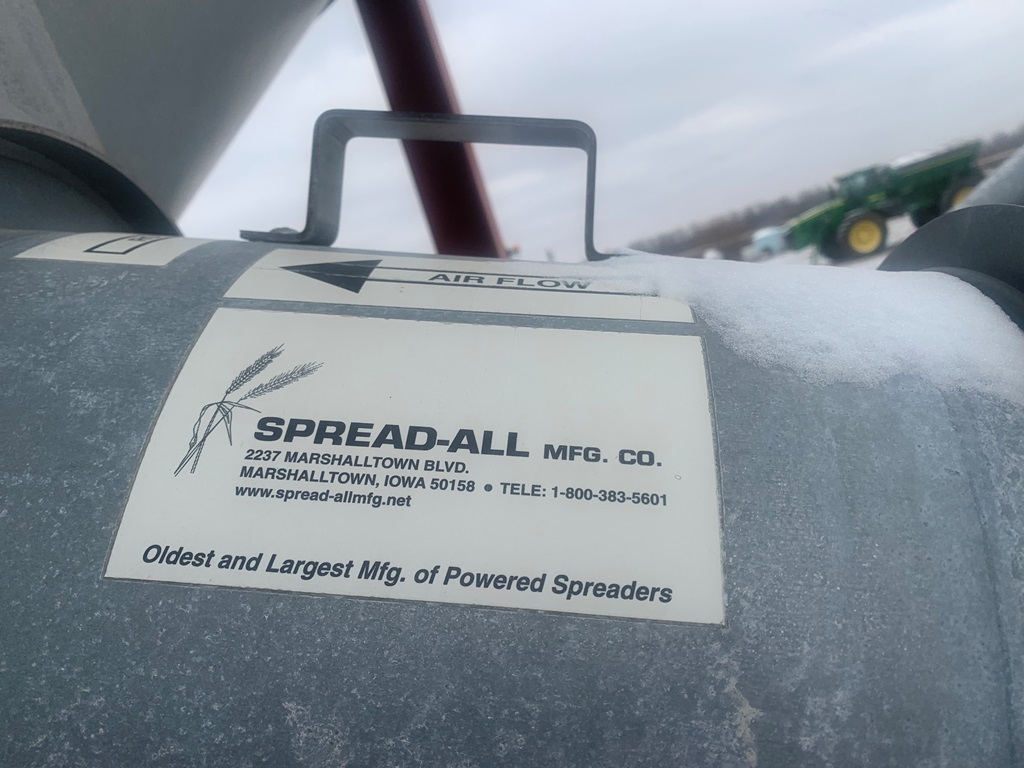 AIR FLOW
SPREAD-ALL MFG. CO.
2237 MARSHALLTOWN BLVD.
MARSHALLTOWN, IOWA 50158 • TELE: 1-800-383-5601
www.spread-allmfg.net
Oldest and Largest Mfg. of Powered Spreaders